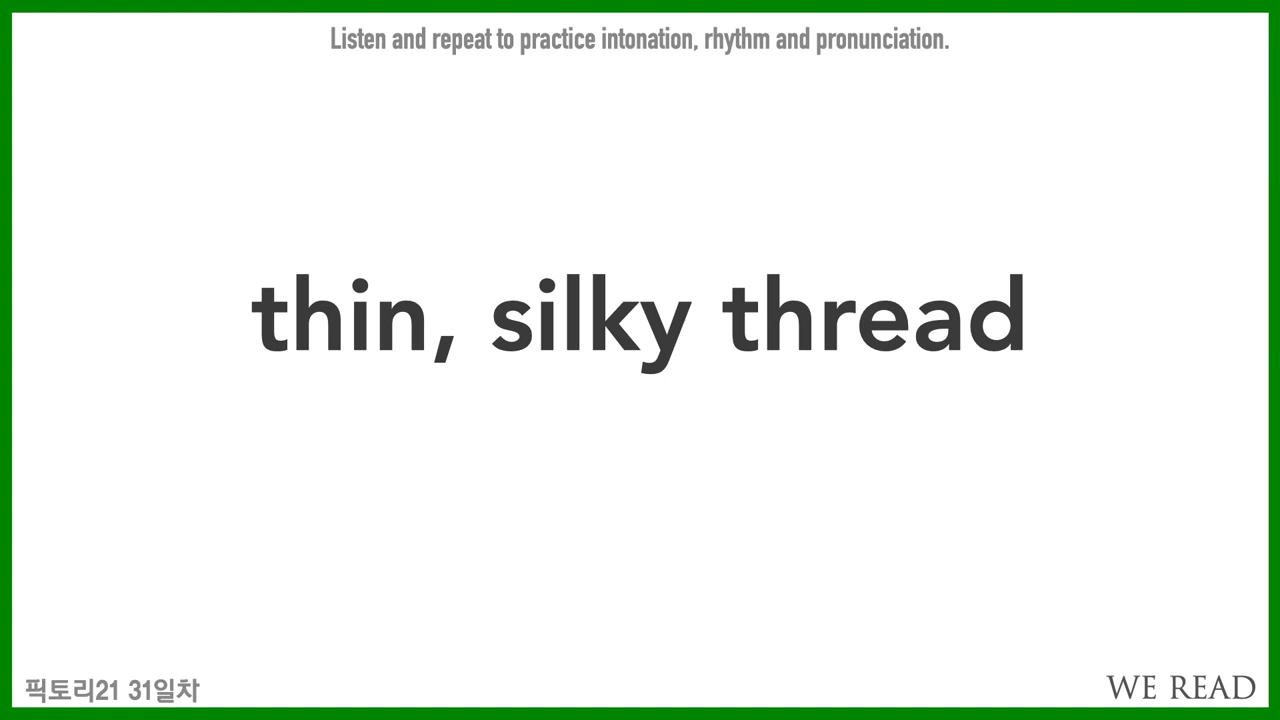 Listen and repeat to practice intonation, rhythm and pronunciation.
thin, silky thread
픽토리21 31일차
WE READ